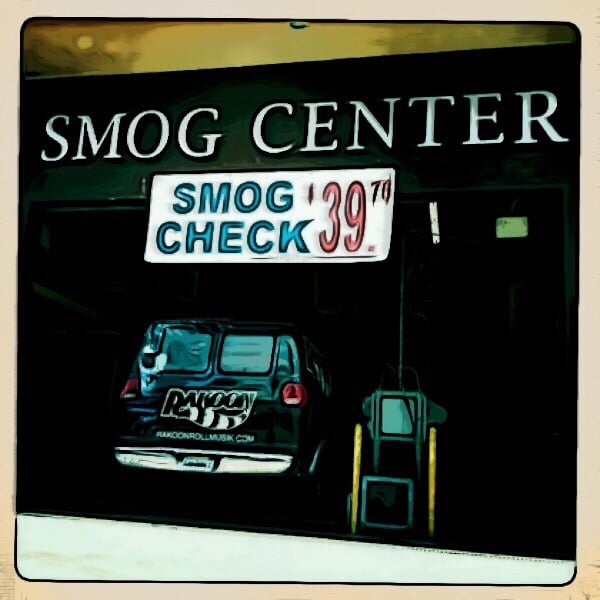 SMOG CENTER
SMOG $39.70
CHECK
RAKOON
RAKOONROLLMUSIK.COM